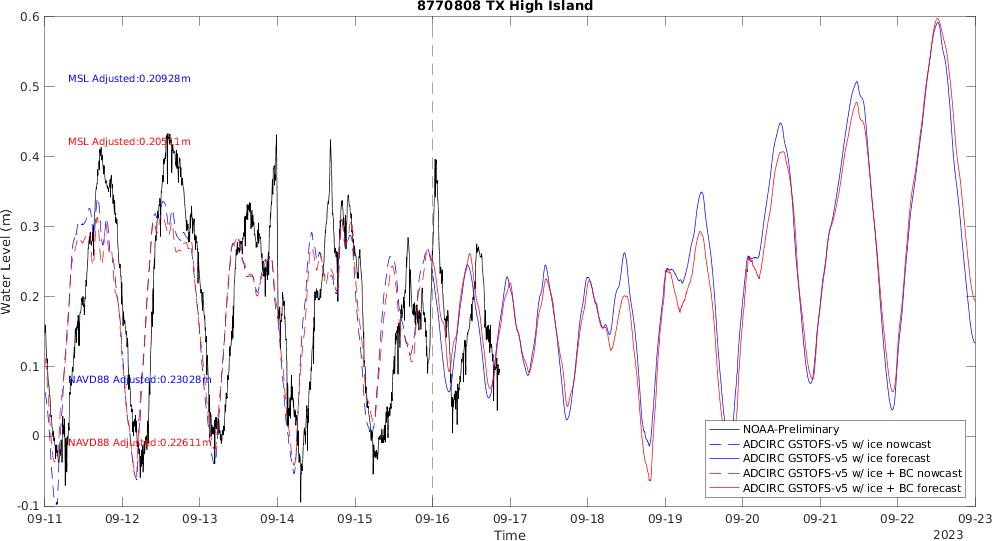 8770808 TX High Island
Water Level (m)
0.6
0.5
0.4
0.3
0.2
0.1
0
-0.1
MSL Adjusted:0.20928m
MSL Adjusted:
NAVD88 Adjusted:0.23028m
NAVD88 Adjusted:0.22611m
NOAA-Preliminary
ADCIRC GSTOFS-v5 w/ ice nowcast
ADCIRC GSTOFS-v5 w/ ice forecast
ADCIRC GSTOFS-v5 w/ ice + BC nowcast
ADCIRC GSTOFS-v5 w/ ice + BC forecast
09-11 09-12 09-13 09-14 09-15 09-16 09-17 09-18 09-19 09-20 09-21 09-22 09-23
Time
2023